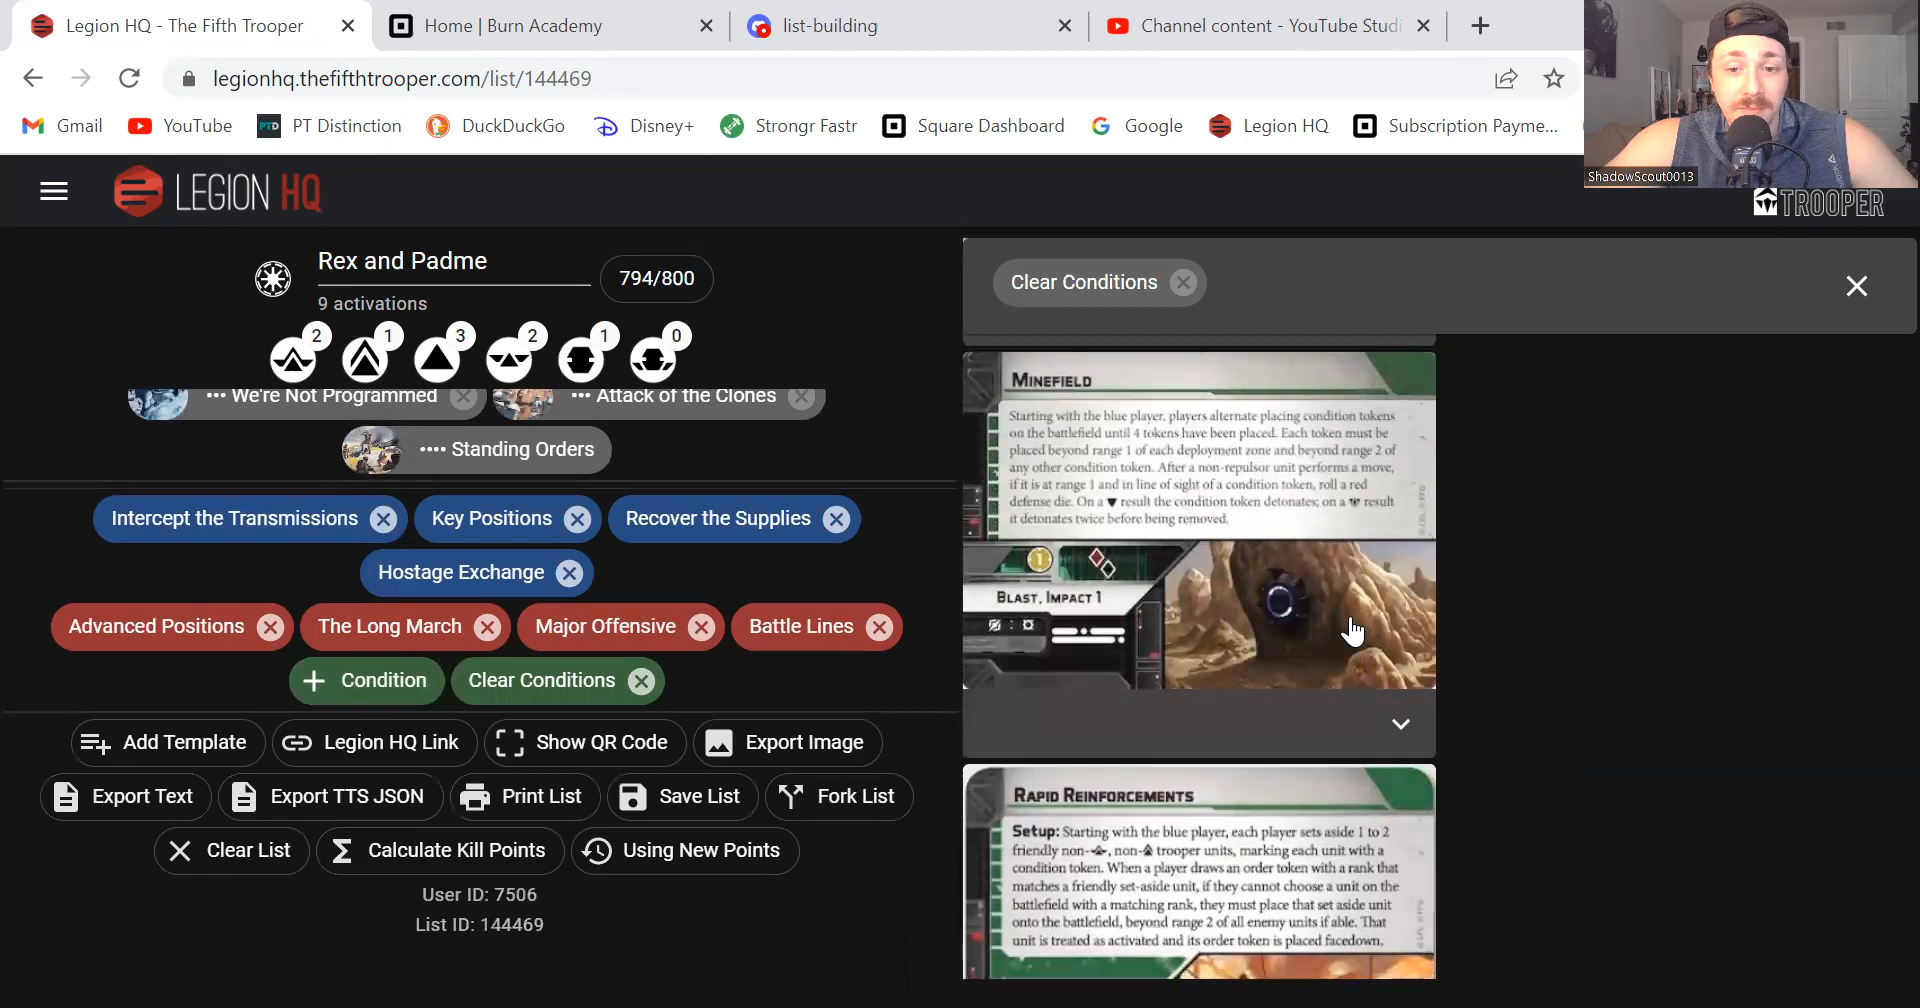 Legion HQ - The Fifth Trooper
Home | Burn Academy
list-building
Channel content - YouTube Studi
legionhq.thefifthtrooper.com/list/144469
Gmail
YouTube
PT Distinction
DuckDuckGo
Disney+
Strongr Fastr
Square Dashboard
Google
Legion HQ
Subscription Payme...
ShadowScout0013
LEGION HQ
TROOPER
Rex and Padme
794/800
9 activations
2
1
3
2
1
0
••• We're Not Programmed
••• Attack of the Clones
•••• Standing Orders
Intercept the Transmissions
Key Positions
Recover the Supplies
Hostage Exchange
Advanced Positions
The Long March
Major Offensive
Battle Lines
+ Condition
Clear Conditions
Add Template
Legion HQ Link
Show QR Code
Export Image
Export Text
Export TTS JSON
Print List
Save List
Fork List
Clear List
Calculate Kill Points
Using New Points
User ID: 7506
List ID: 144469
Clear Conditions
MINEFIELD
Starting with the blue player, players alternate placing condition tokens
on the battlefield until 4 tokens have been placed. Each token must be
placed beyond range 1 of each deployment zone and beyond range 2 of
any other condition token. After a non-repulsor unit performs a move,
if it is at range 1 and in line of sight of a condition token, roll a red
defense die. On a result the condition token detonates; on a result
it detonates twice before being removed.
1
BLAST, IMPACT 1
RAPID REINFORCEMENTS
Setup: Starting with the blue player, each player sets aside 1 to 2
friendly non- , non- trooper units, marking each unit with a
condition token. When a player draws an order token with a rank that
matches a friendly set-aside unit, if they cannot choose a unit on the
battlefield with a matching rank, they must place that set aside unit
onto the battlefield, beyond range 2 of all enemy units if able. That
unit is treated as activated and its order token is placed facedown.